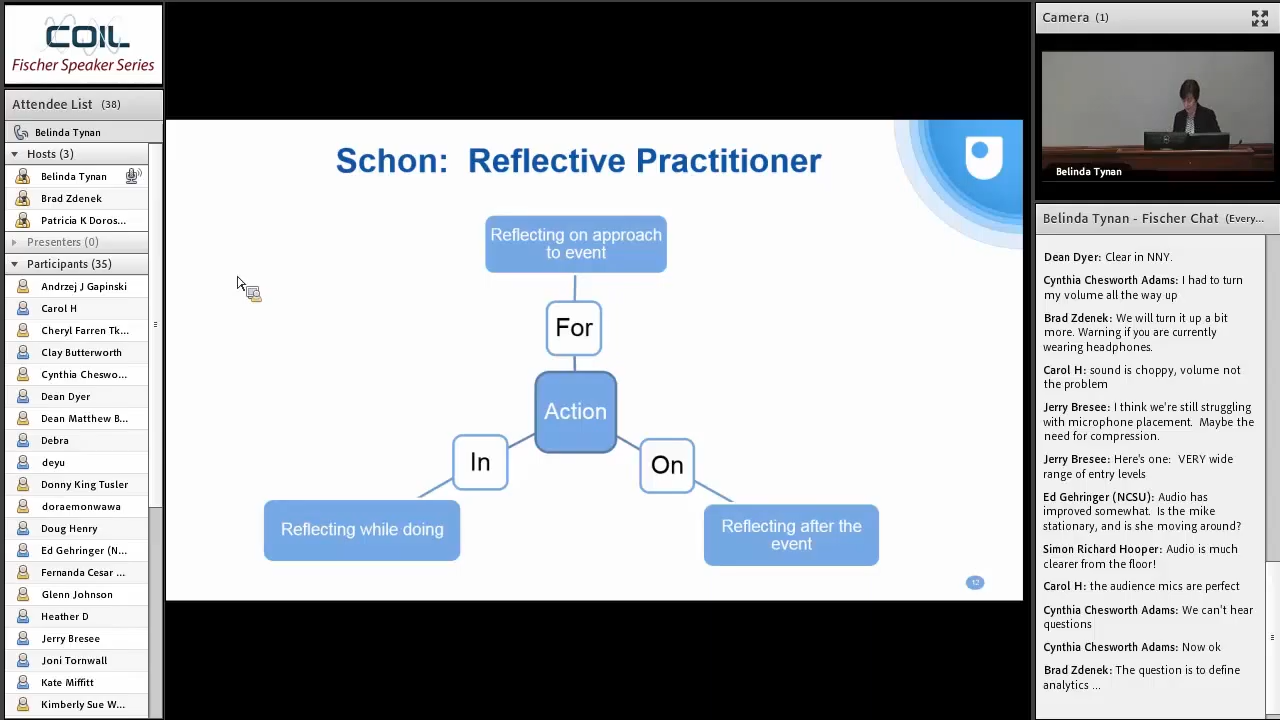 COIL
Fischer Speaker Series
Attendee List (38)
Belinda Tynan
Hosts (3)
Belinda Tynan
Brad Zdenek
Patricia K Doros...
Presenters (0)
Participants (35)
Andrzej J Gapinski
Carol H
Cheryl Farren Tk...
Clay Butterworth
Cynthia Cheswo...
Dean Dyer
Dean Matthew B...
Debra
deyu
Donny King Tusler
doraemonwawa
Doug Henry
Ed Gehringer (N...
Fernanda Cesar ...
Glenn Johnson
Heather D
Jerry Bresee
Joni Tornwall
Kate Miffitt
Kimberly Sue W...
Schon: Reflective Practitioner
Reflecting on approach
to event
For
Action
In
On
Reflecting while doing
Reflecting after the
event
12
Camera (1)
Belinda Tynan
Belinda Tynan - Fischer Chat (Every...
Dean Dyer: Clear in NNY.
Cynthia Chesworth Adams: I had to turn
my volume all the way up
Brad Zdenek: We will turn it up a bit
more. Warning if you are currently
wearing headphones.
Carol H: sound is choppy, volume not
the problem
Jerry Bresee: I think we're still struggling
with microphone placement. Maybe the
need for compression.
Jerry Bresee: Here's one: VERY wide
range of entry levels
Ed Gehringer (NCSU): Audio has
improved somewhat. Is the mike
stationary, and is she moving around?
Simon Richard Hooper: Audio is much
clearer from the floor!
Carol H: the audience mics are perfect
Cynthia Chesworth Adams: We can't hear
questions
Cynthia Chesworth Adams: Now ok
Brad Zdenek: The question is to define
analytics ...